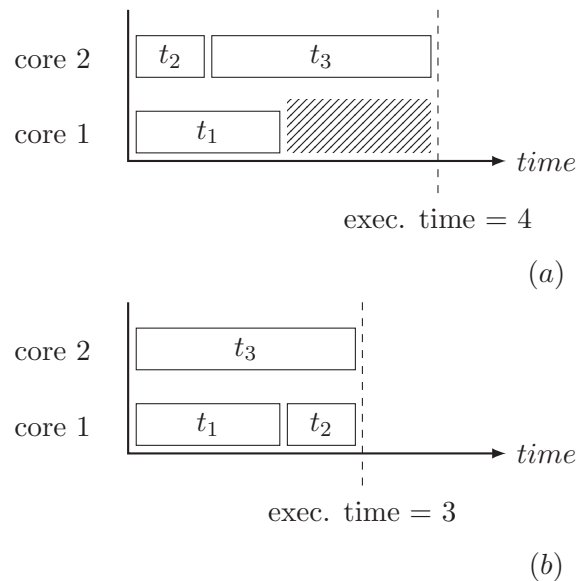 core 2 t2 t3
core 1 t1
time
exec. time = 4
(a)
core 2 t3
core 1 t1 t2
time
exec. time = 3
(b)